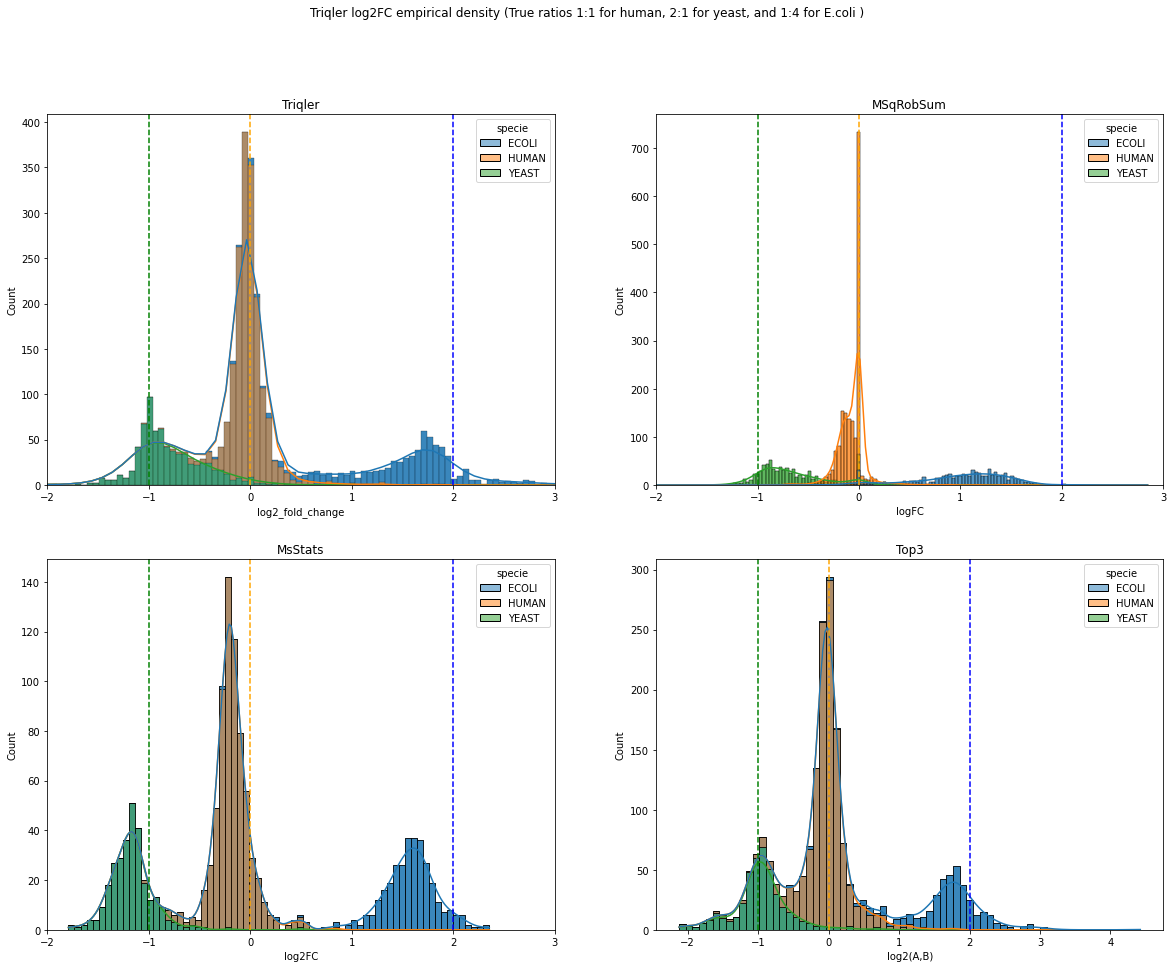 Triqler log2FC empirical density (True ratios 1:1 for human, 2:1 for yeast, and 1:4 for E.coli )
Triqler
400
350
300
250
200
150
100
50
0
Count
−2
−1
0
1
2
3
log2_fold_change
specie
ECOLI
HUMAN
YEAST
MSqRobSum
700
600
500
400
300
200
100
0
Count
−2
−1
0
1
2
3
logFC
specie
ECOLI
HUMAN
YEAST
MsStats
140
120
100
80
60
40
20
0
Count
−2
−1
0
1
2
3
log2FC
specie
ECOLI
HUMAN
YEAST
Top3
300
250
200
150
100
50
0
Count
−2
−1
0
1
2
3
4
log2(A,B)
specie
ECOLI
HUMAN
YEAST